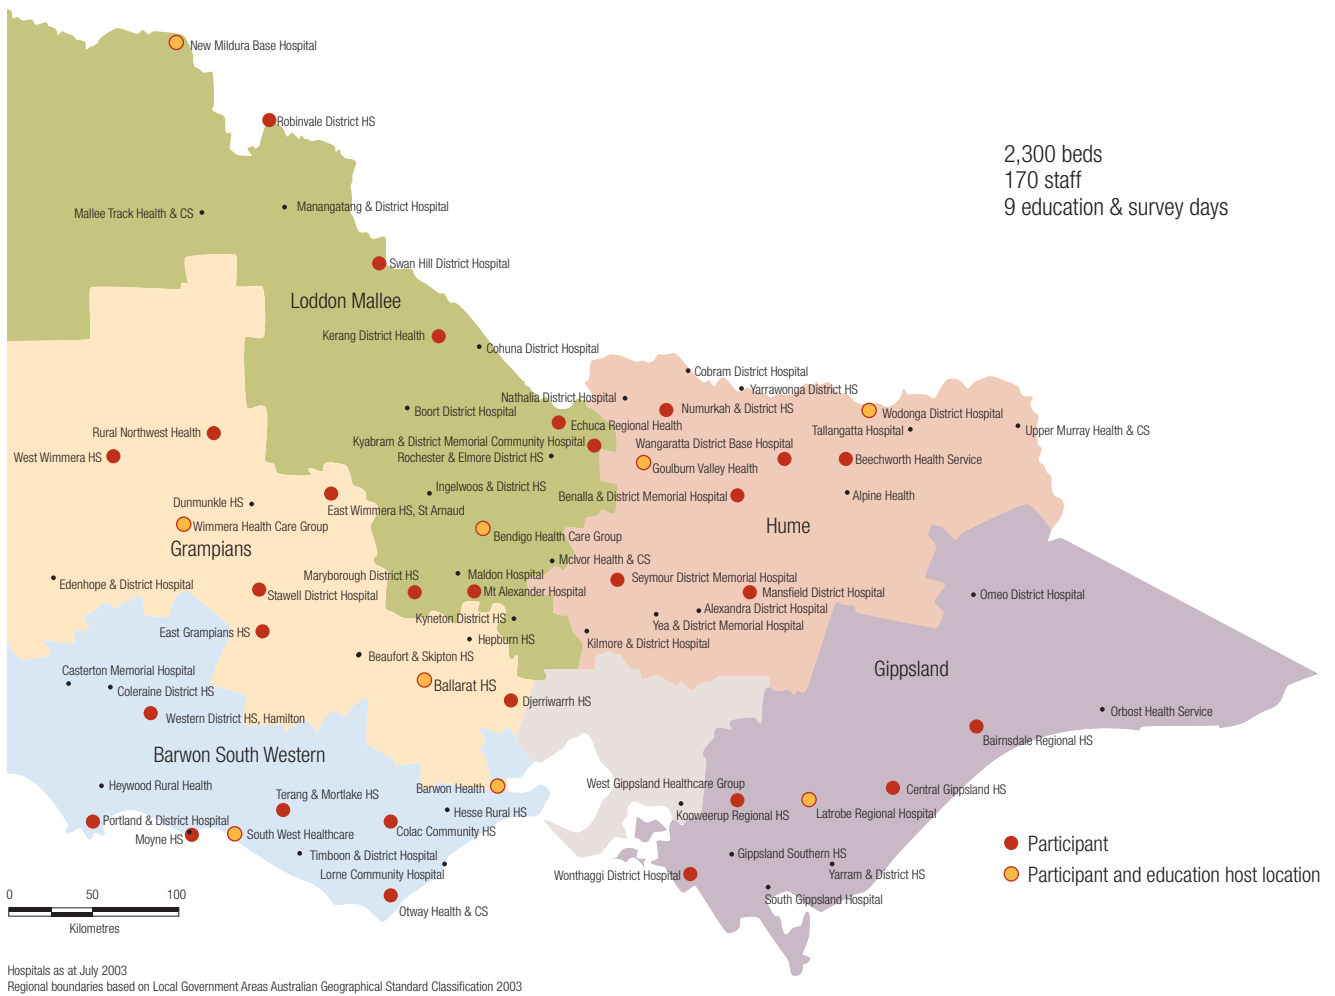 New Mildura Base Hospital
Robinvale District HS
2,300 beds
170 staff
9 education & survey days
Mallee Track Health & CS
Manangatang & District Hospital
Swan Hill District Hospital
Loddon Mallee
Kerang District Health
Cohuna District Hospital
Cobram District Hospital
Yarrawonga District HS
Nathalia District Hospital
Numurkah & District HS
Wodonga District Hospital
Boort District Hospital
Echuca Regional Health
Tallangatta Hospital
Upper Murray Health & CS
Rural Northwest Health
Kyabram & District Memorial Community Hospital
Wangaratta District Base Hospital
West Wimmera HS
Rochester & Elmore District HS
Goulburn Valley Health
Beechworth Health Service
Ingelwoos & District HS
Benalla & District Memorial Hospital
Alpine Health
Dunmunkle HS
East Wimmera HS, St Arnaud
Wimmera Health Care Group
Hume
Bendigo Health Care Group
Grampians
McIvor Health & CS
Maryborough District HS
Maldon Hospital
Seymour District Memorial Hospital
Edenhope & District Hospital
Stawell District Hospital
Mt Alexander Hospital
Mansfield District Hospital
Omeo District Hospital
Alexandra District Hospital
Kyneton District HS
Yea & District Memorial Hospital
East Grampians HS
Hepburn HS
Kilmore & District Hospital
Beaufort & Skipton HS
Gippsland
Casterton Memorial Hospital
Coleraine District HS
Ballarat HS
Djerriwarrh HS
Western District HS, Hamilton
Orbost Health Service
Bairnsdale Regional HS
Barwon South Western
Heywood Rural Health
Barwon Health
West Gippsland Healthcare Group
Terang & Mortlake HS
Central Gippsland HS
Hesse Rural HS
Kooweerup Regional HS
Latrobe Regional Hospital
Portland & District Hospital
Moyne HS
South West Healthcare
Colac Community HS
Participant
Timboon & District Hospital
Gippsland Southern HS
Lorne Community Hospital
Wonthaggi District Hospital
Yarram & District HS
Participant and education host location
South Gippsland Hospital
Otway Health & CS
0 50 100
Kilometres
Hospitals as at July 2003
Regional boundaries based on Local Government Areas Australian Geographical Standard Classification 2003